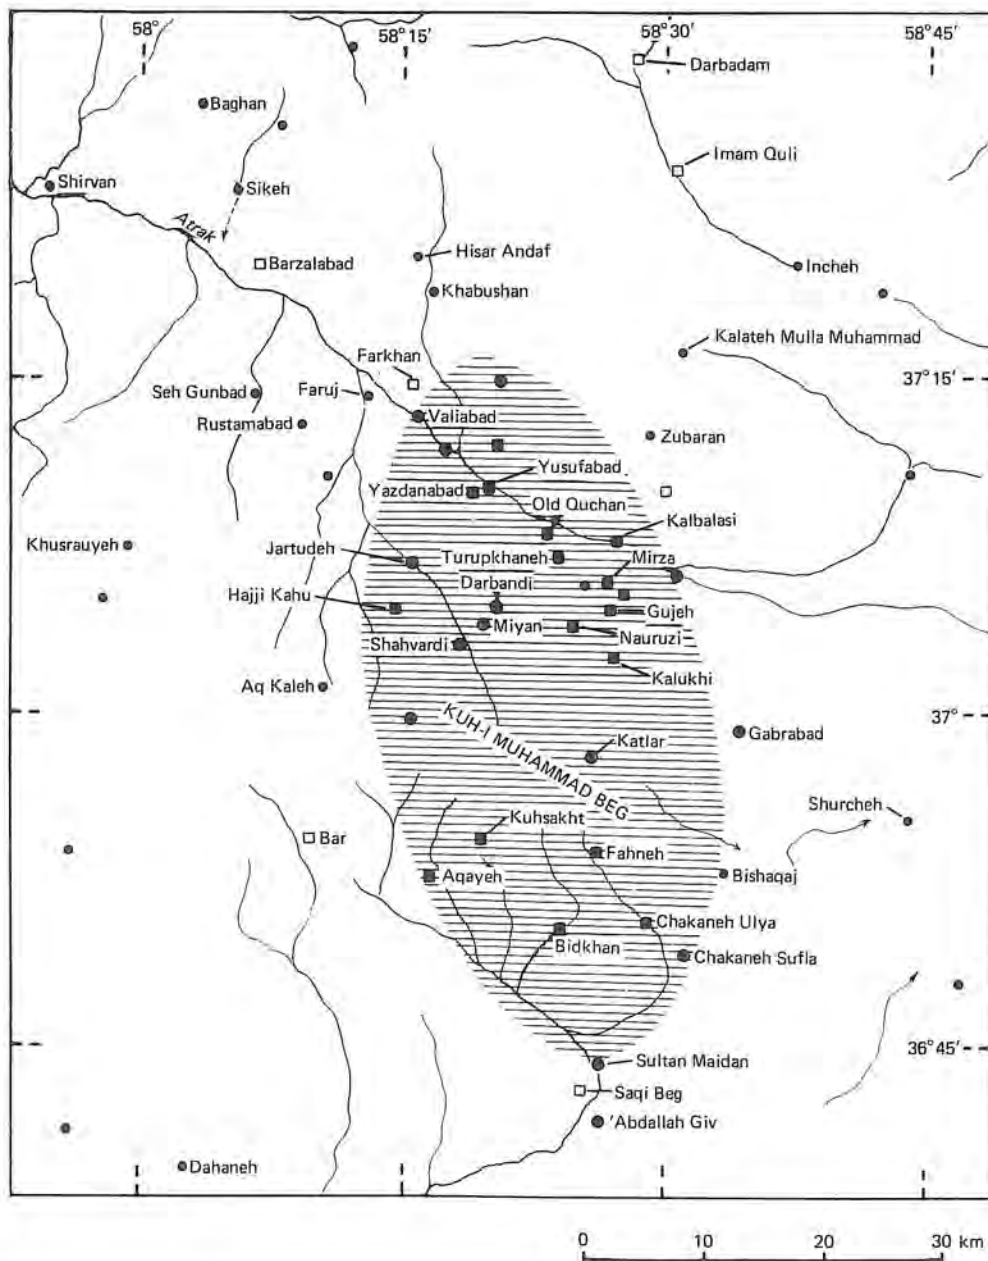 58°
58°15′
58°30′
58°45′
Darbadam
Baghan
Imam Quli
Shirvan
Sikeh
Atrak
Hisar Andaf
Barzalabad
Incheh
Khabushan
Kalateh Mulla Muhammad
Farkhan
37°15′
Seh Gunbad
Faruj
Valiabad
Rustamabad
Zubaran
Yusufabad
Yazdanabad
Old Quchan
Kalbalasi
Khusrauyeh
Jartudeh
Turupkhaneh
Mirza
Darbandi
Hajji Kahu
Gujeh
Miyan
Nauruzi
Shahvardi
Kalukhi
Aq Kaleh
KUH-I MUHAMMAD BEG
37°
Gabrabad
Katlar
Shurcheh
Kuhsakht
Bar
Fahneh
Aqayeh
Bishaqaj
Chakaneh Ulya
Bidkhan
Chakaneh Sufla
36°45′
Sultan Maidan
Saqi Beg
'Abdallah Giv
Dahaneh
0 10 20 30 km